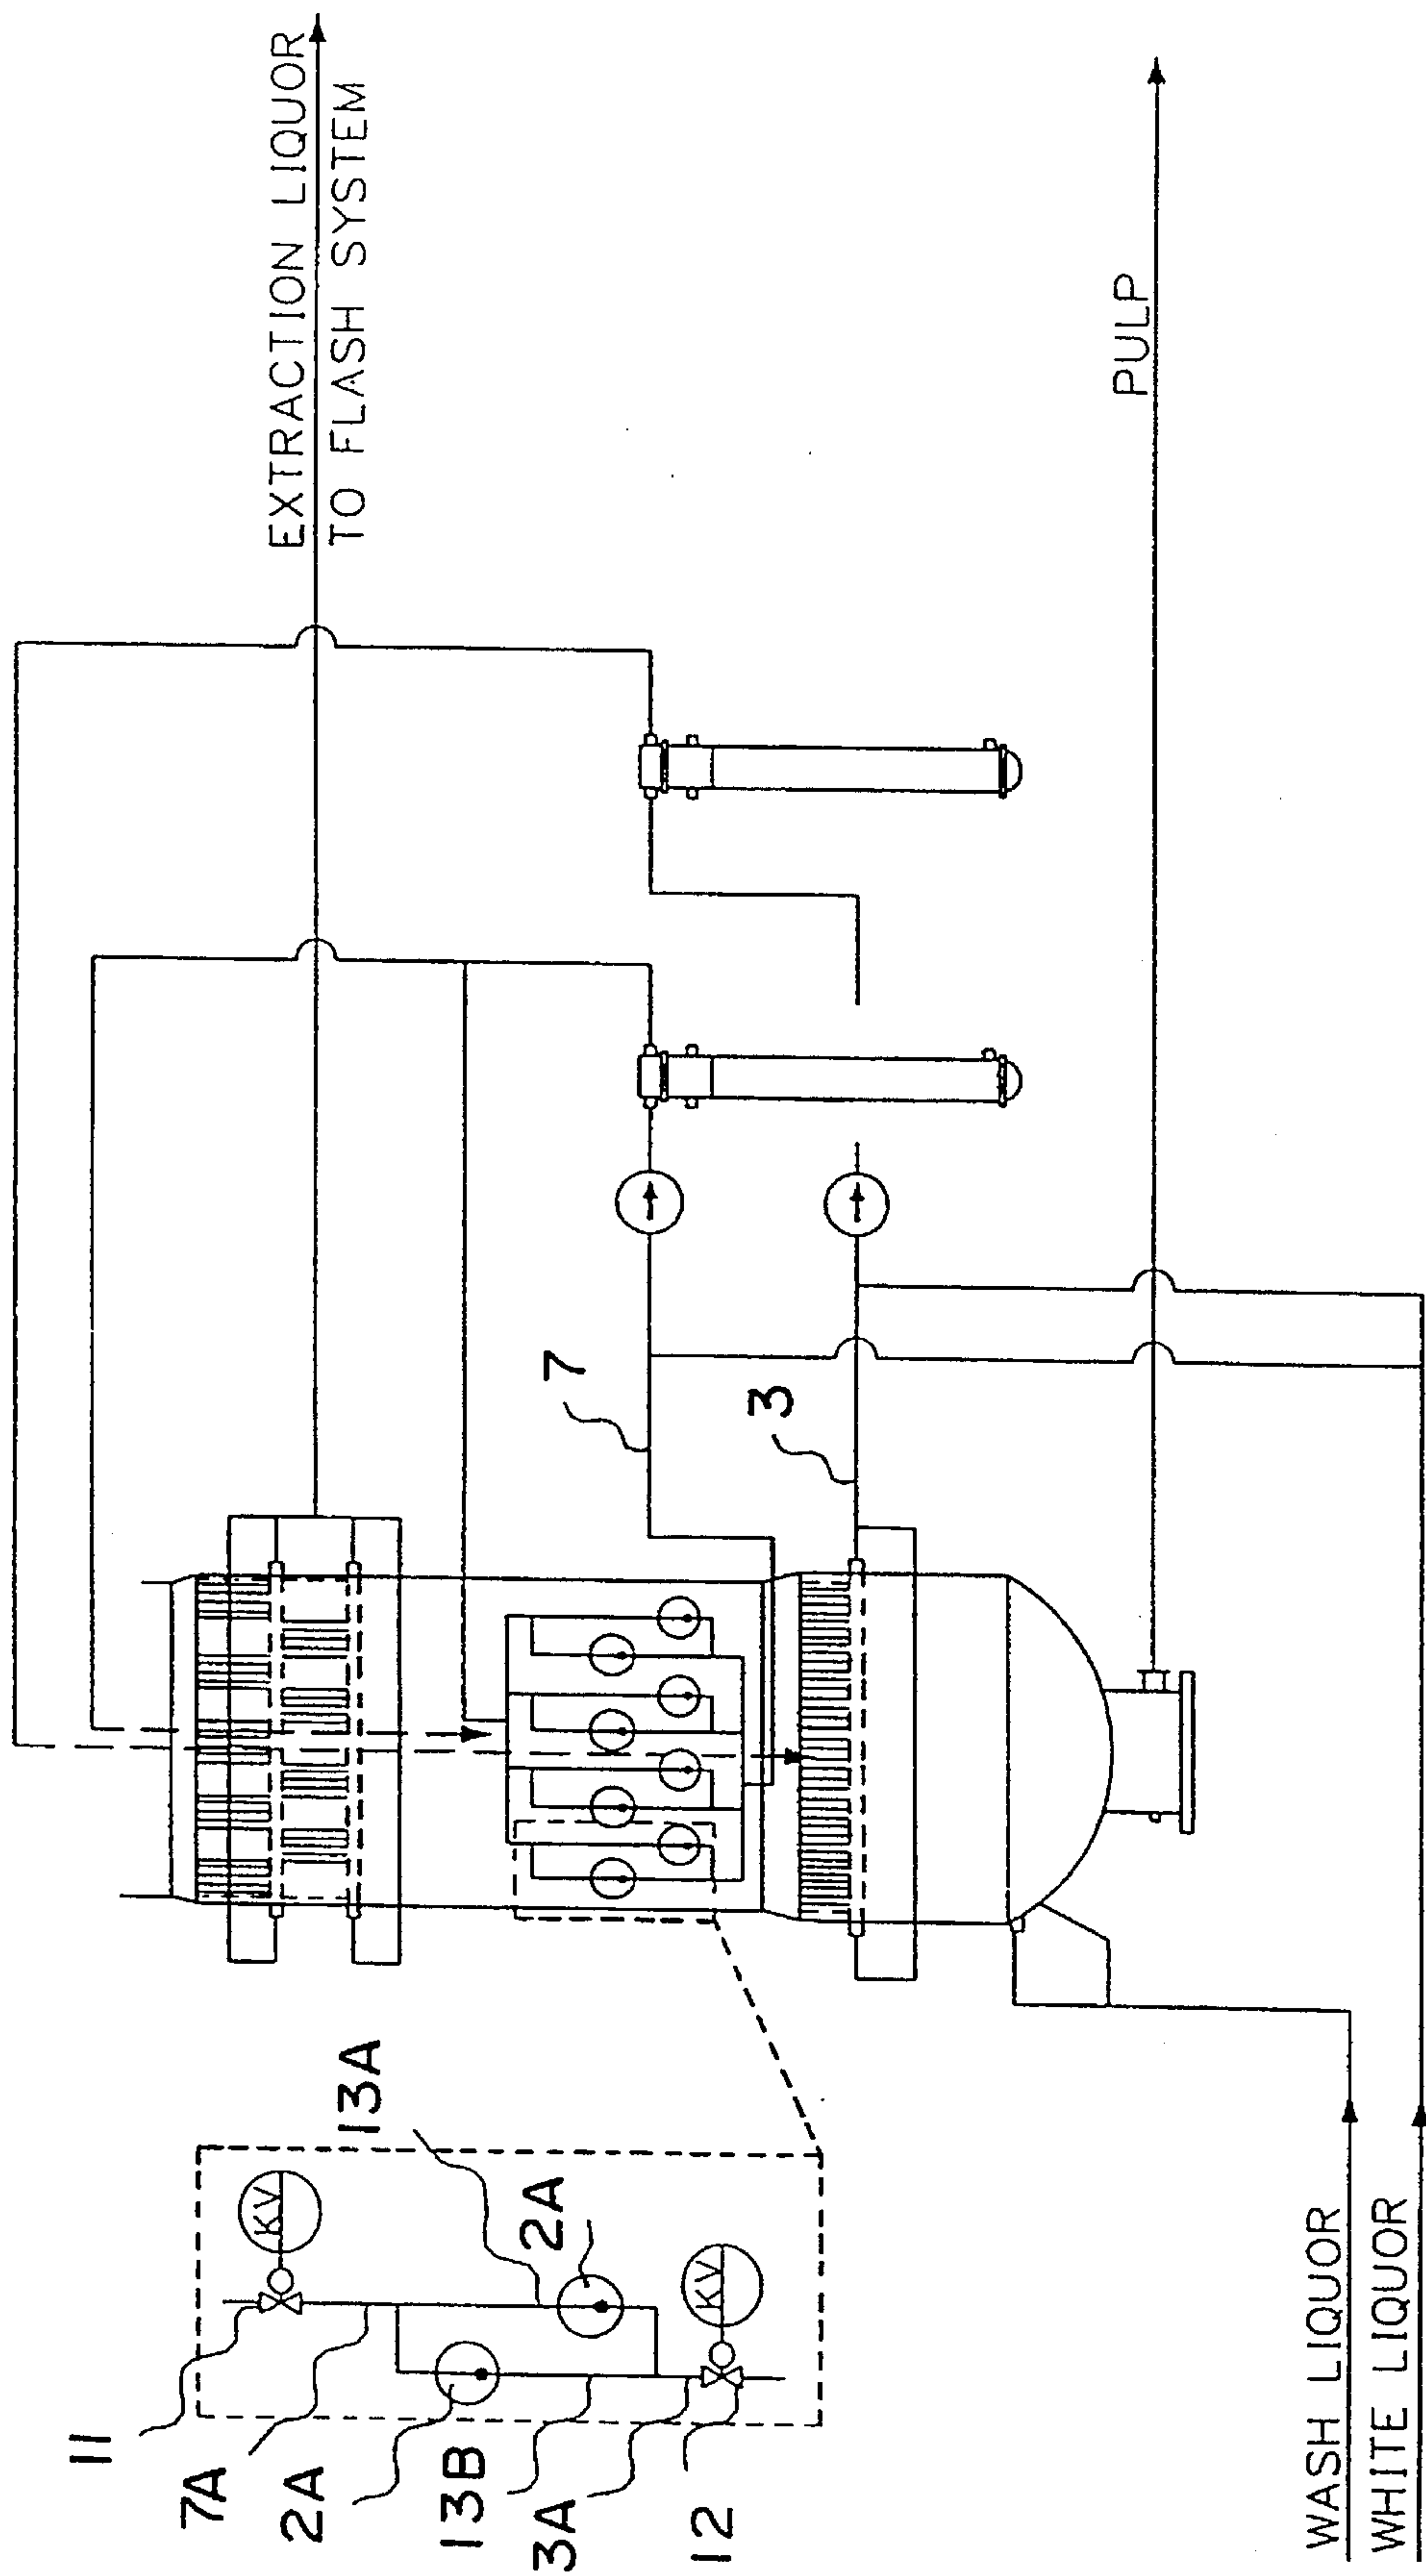 EXTRACTION LIQUOR
TO FLASH SYSTEM
PULP
7
3
13A
2A
KV
KV
11
7A
2A
13B
3A
12
WASH LIQUOR
WHITE LIQUOR